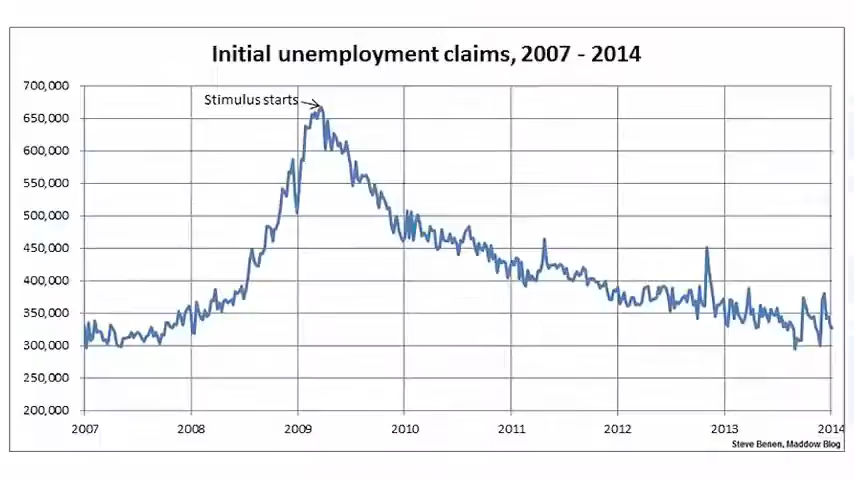 Initial unemployment claims, 2007 - 2014
700,000
Stimulus starts
650,000
600,000
550,000
500,000
450,000
400,000
350,000
300,000
250,000
200,000
2007 2008 2009 2010 2011 2012 2013 2014
Steve Benen, Maddow Blog